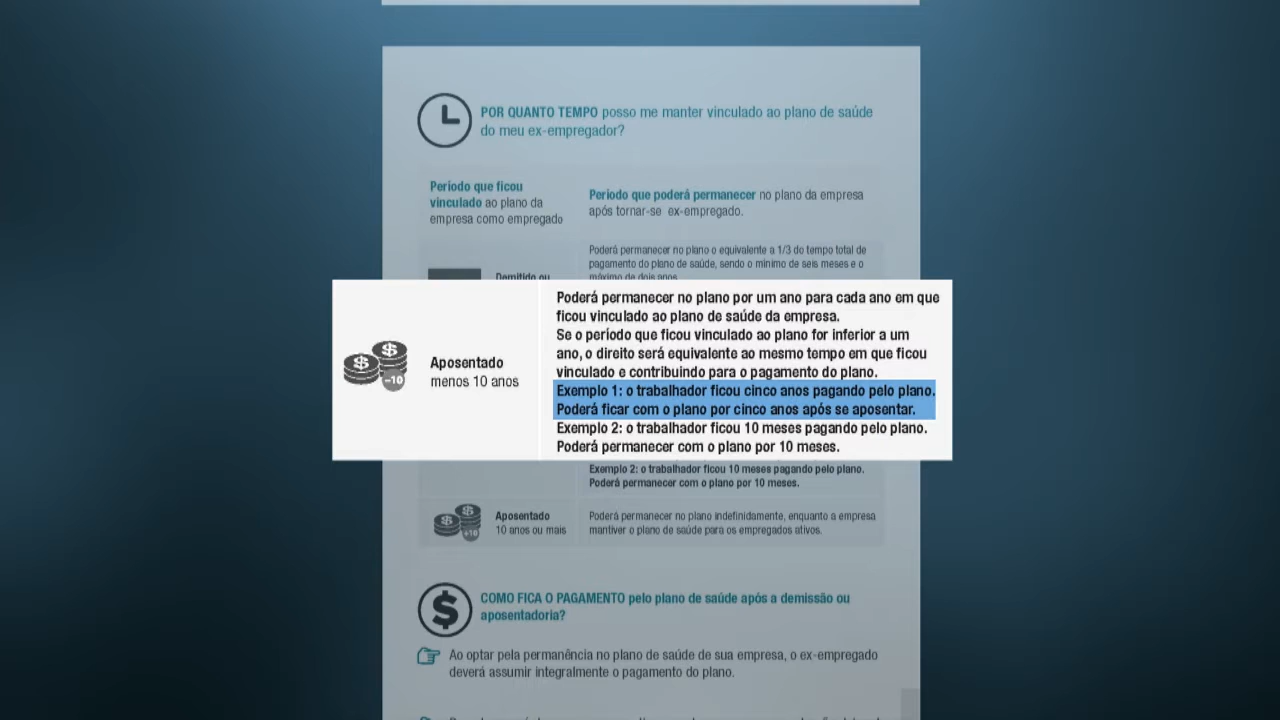 POR QUANTO TEMPO posso me manter vinculado ao plano de saúde
do meu ex-empregador?
Período que ficou
vinculado ao plano da
empresa como empregado
Período que poderá permanecer no plano da empresa
após tornar-se ex-empregado.
Demitido ou
Poderá permanecer no plano o equivalente a 1/3 do tempo total de
pagamento do plano de saúde, sendo o mínimo de seis meses e o
máximo de dois anos.
-10
Aposentado
menos 10 anos
Poderá permanecer no plano por um ano para cada ano em que
ficou vinculado ao plano de saúde da empresa.
Se o período que ficou vinculado ao plano for inferior a um
ano, o direito será equivalente ao mesmo tempo em que ficou
vinculado e contribuindo para o pagamento do plano.
Exemplo 1: o trabalhador ficou cinco anos pagando pelo plano.
Poderá ficar com o plano por cinco anos após se aposentar.
Exemplo 2: o trabalhador ficou 10 meses pagando pelo plano.
Poderá permanecer com o plano por 10 meses.
Exemplo 2: o trabalhador ficou 10 meses pagando pelo plano.
Poderá permanecer com o plano por 10 meses.
+10
Aposentado
10 anos ou mais
Poderá permanecer no plano indefinidamente, enquanto a empresa
mantiver o plano de saúde para os empregados ativos.
COMO FICA O PAGAMENTO pelo plano de saúde após a demissão ou
aposentadoria?
Ao optar pela permanência no plano de saúde de sua empresa, o ex-empregado
deverá assumir integralmente o pagamento do plano.